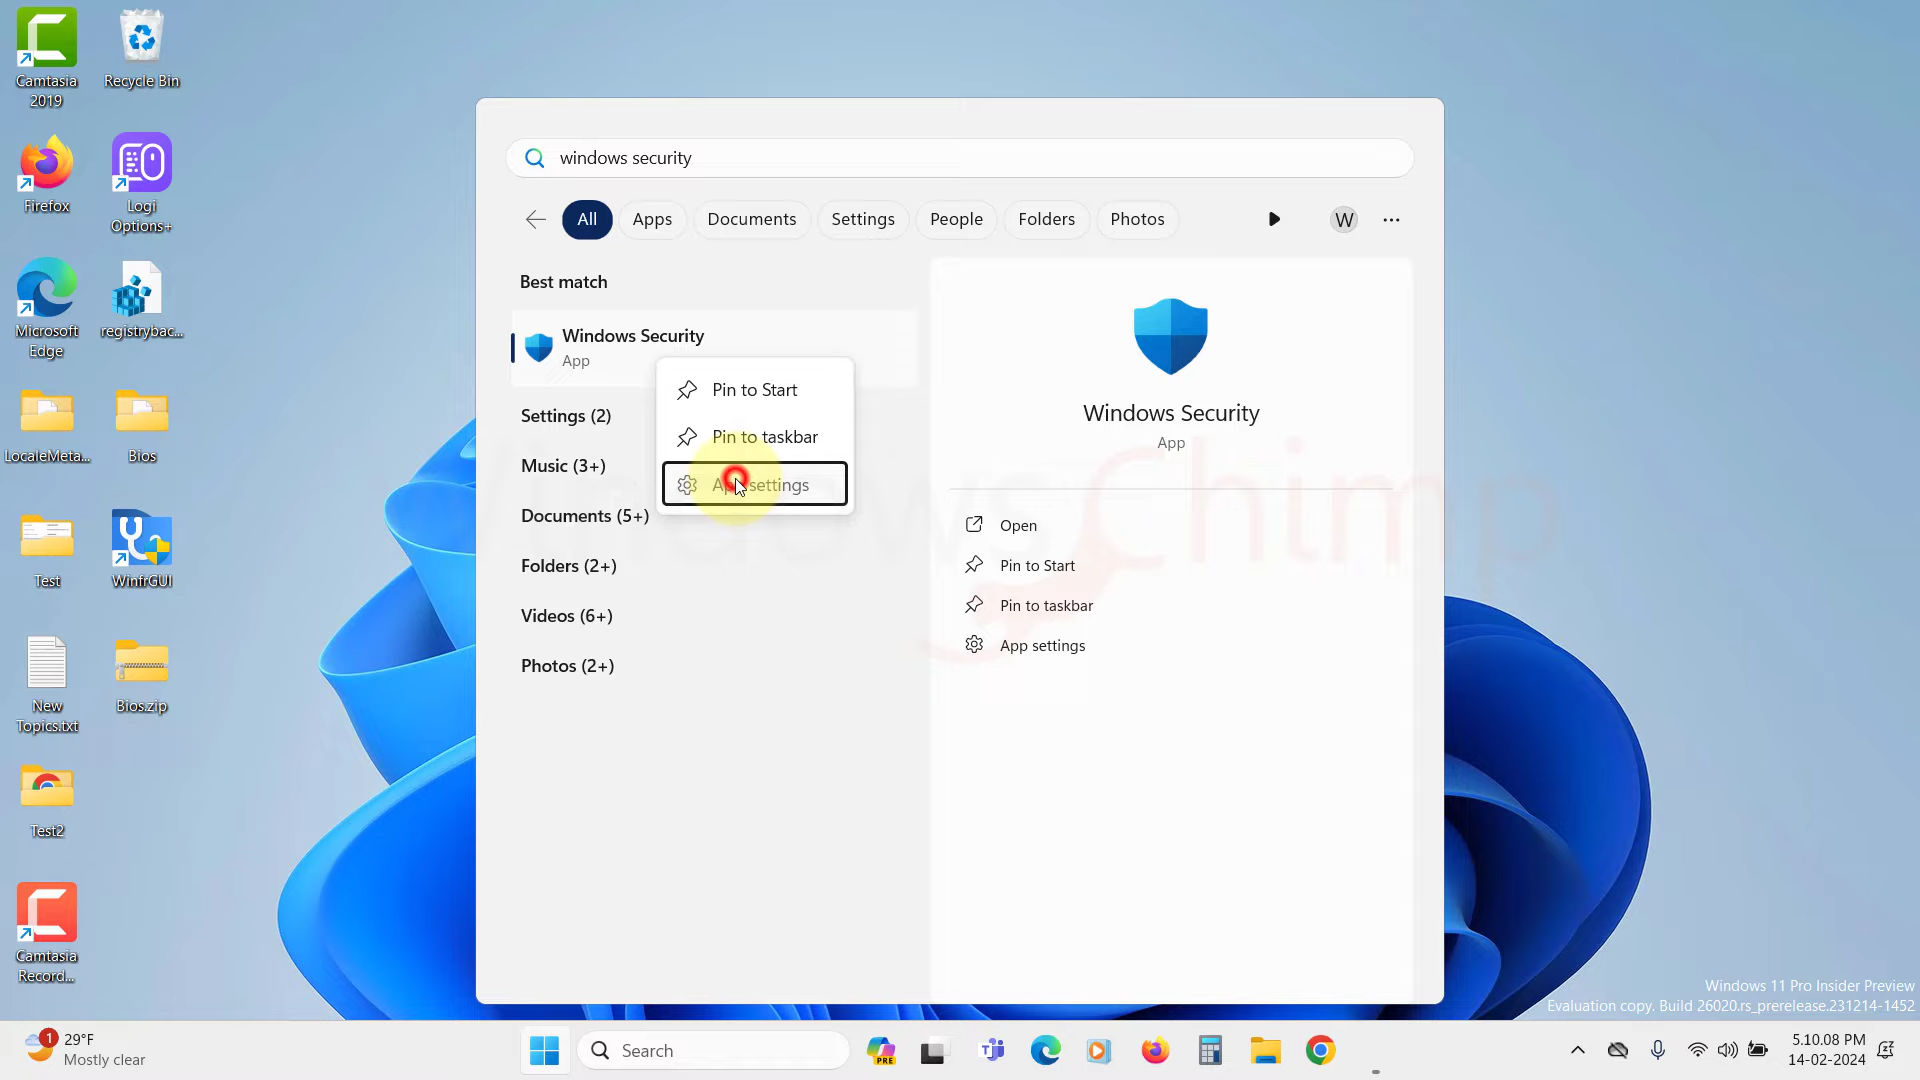 Camtasia
2019
Recycle Bin
Firefox
Logi
Options+
Microsoft
Edge
registrybac...
LocaleMeta...
Bios
Test
WinfrGUI
New
Topics.txt
Bios.zip
Test2
Camtasia
Record...
windows security
All
Apps
Documents
Settings
People
Folders
Photos
W
Best match
Windows Security
App
Pin to Start
Pin to taskbar
App settings
Settings (2)
Music (3+)
Documents (5+)
Folders (2+)
Videos (6+)
Photos (2+)
Windows Security
App
Open
Pin to Start
Pin to taskbar
App settings
Chimp
Windows 11 Pro Insider Preview
Evaluation copy. Build 26020.rs_prerelease.231214-1452
1
29°F
Mostly clear
Search
PRE
5.10.08 PM
14-02-2024